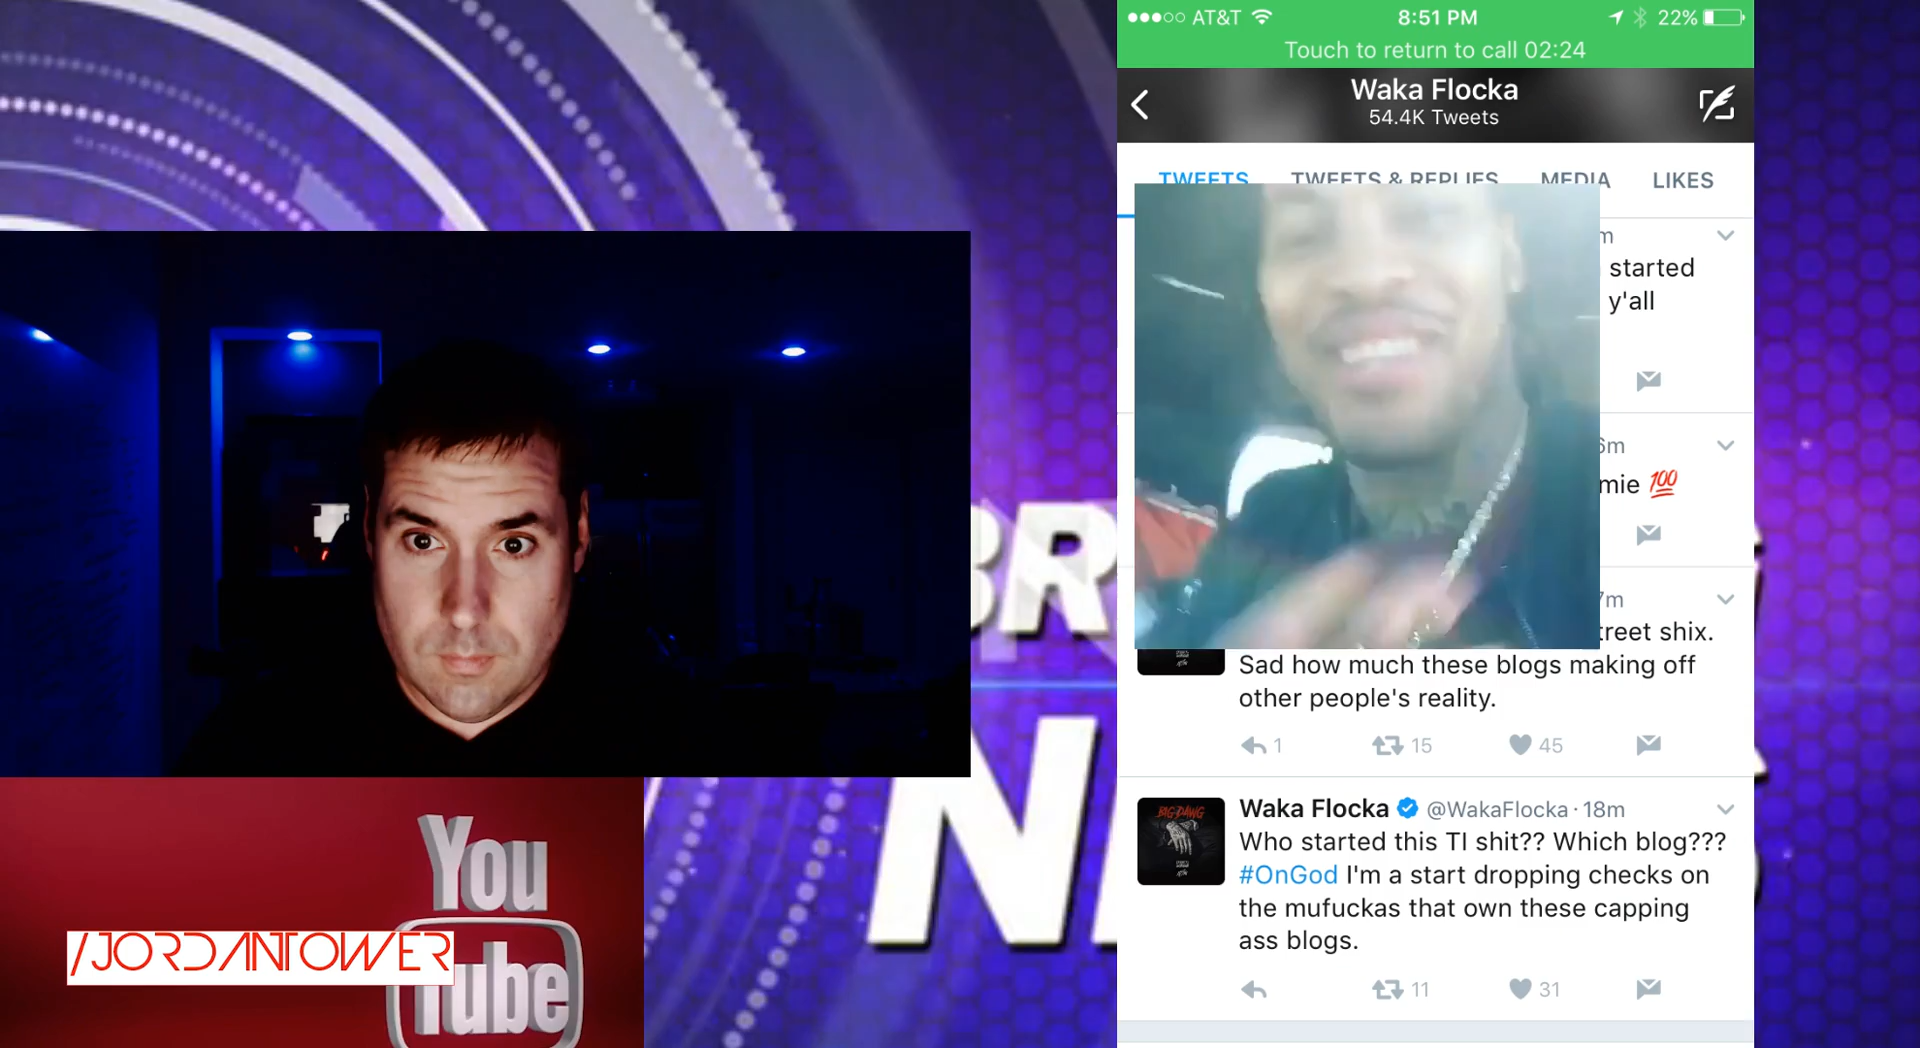 AT&T
8:51 PM
22%
Touch to return to call 02:24
Waka Flocka
54.4K Tweets
TWEETS
TWEETS & REPLIES
MEDIA
LIKES
started
y'all
mie 💯
shix.
Sad how much these blogs making off
other people's reality.
1
15
45
Waka Flocka @WakaFlocka · 18m
Who started this TI shit?? Which blog???
#OnGod I'm a start dropping checks on
the mufuckas that own these capping
ass blogs.
11
31
You
Tube
/JORDANTOWER